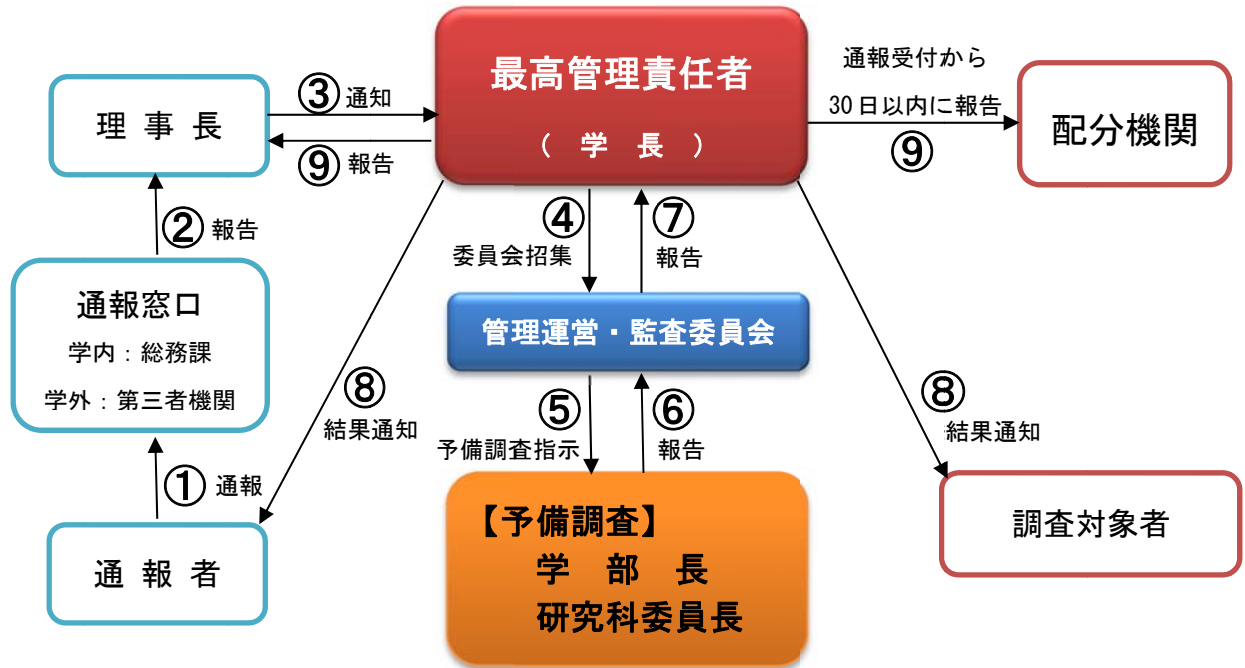 最高管理責任者
（ 学 長 ）
通報受付から
30日以内に報告
⑨
配分機関
理 事 長
③ 通知
⑨ 報告
② 報告
④
委員会招集
⑦
報告
通報窓口
学内：総務課
学外：第三者機関
管理運営・監査委員会
⑧
結果通知
⑤
予備調査指示
⑥
報告
⑧
結果通知
① 通報
通 報 者
【予備調査】
学 部 長
研究科委員長
調査対象者